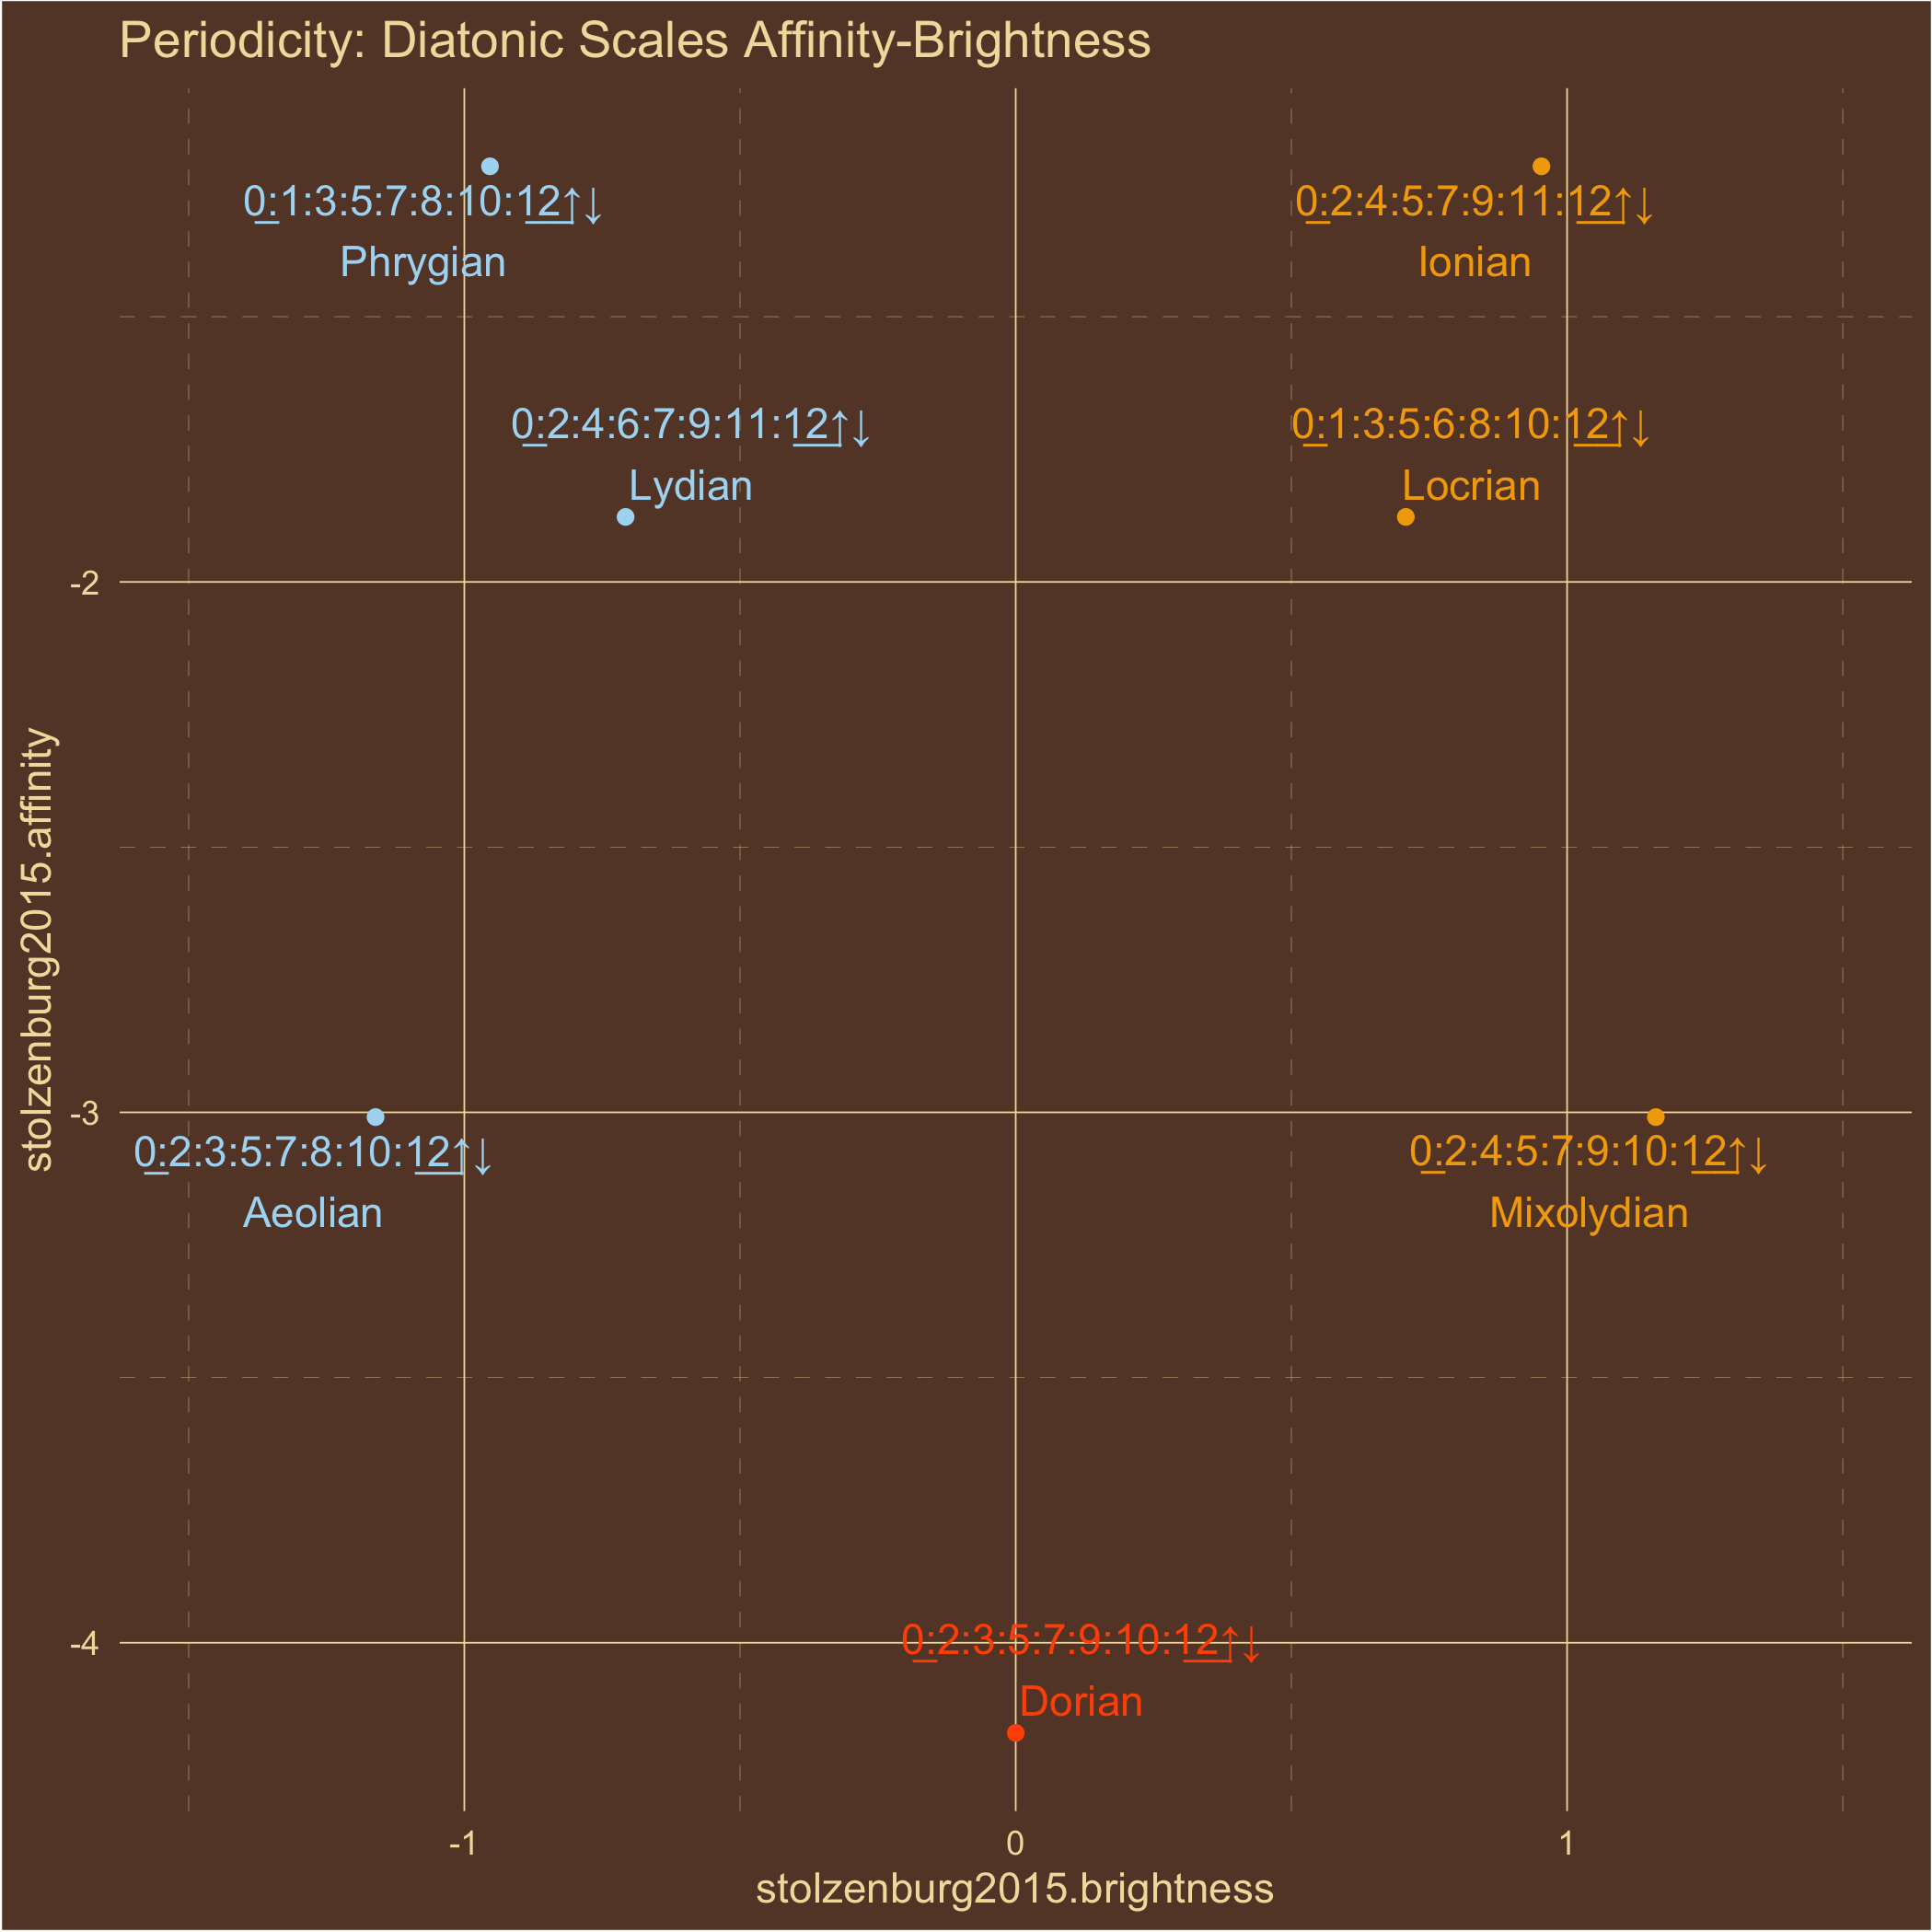 Periodicity: Diatonic Scales Affinity-Brightness
0:1:3:5:7:8:10:12↑↓
Phrygian
0:2:4:5:7:9:11:12↑↓
Ionian
0:2:4:6:7:9:11:12↑↓
Lydian
0:1:3:5:6:8:10:12↑↓
Locrian
-2
stolzenburg2015.affinity
-3
0:2:3:5:7:8:10:12↑↓
Aeolian
0:2:4:5:7:9:10:12↑↓
Mixolydian
-4
0:2:3:5:7:9:10:12↑↓
Dorian
-1
0
1
stolzenburg2015.brightness